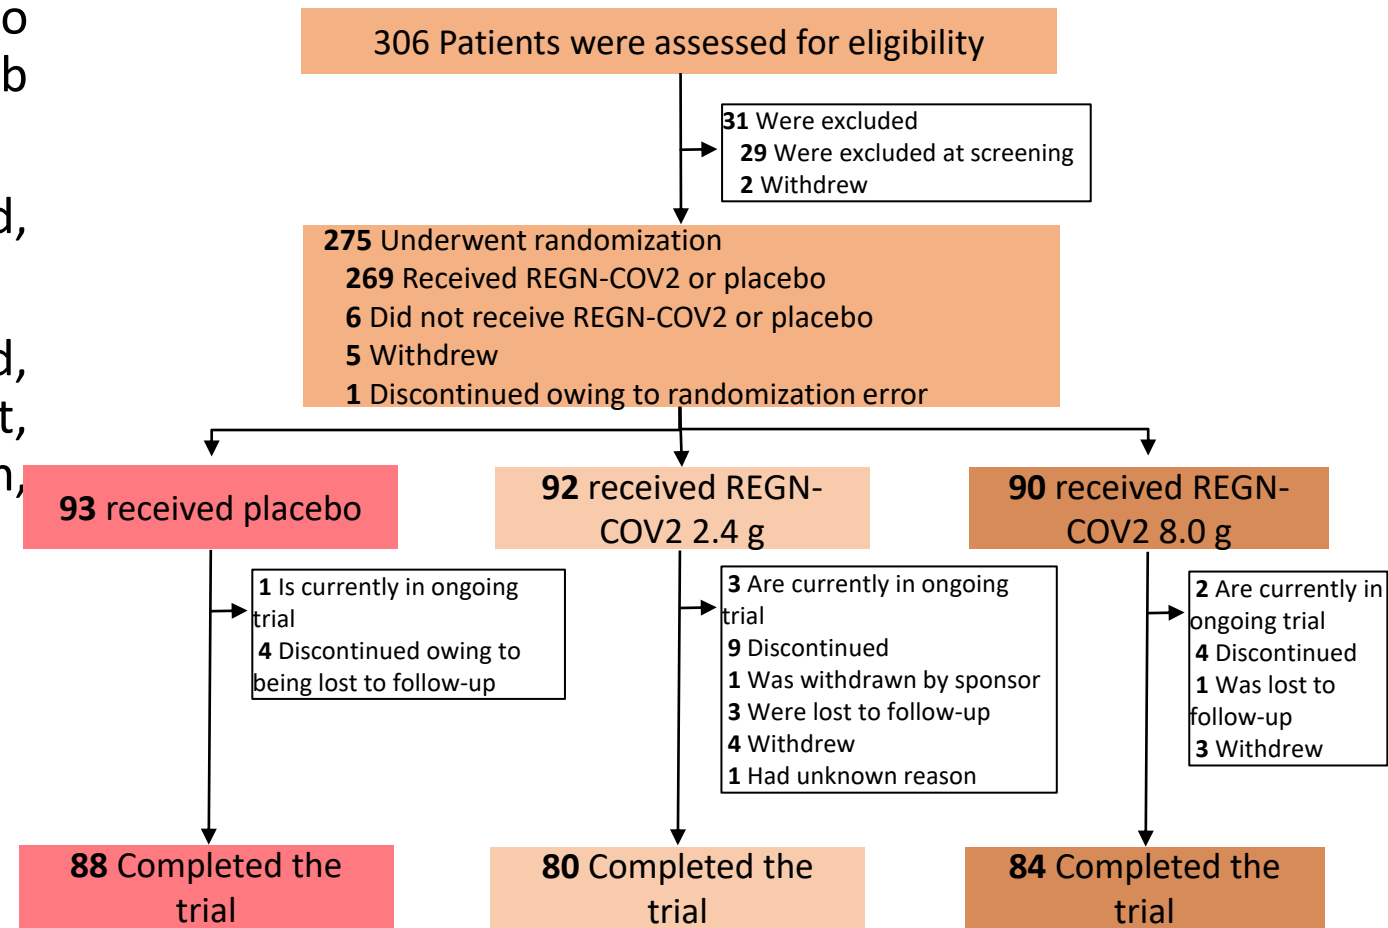 o
b
d,
d,
t,
n,
306 Patients were assessed for eligibility
31 Were excluded
29 Were excluded at screening
2 Withdrew
275 Underwent randomization
269 Received REGN-COV2 or placebo
6 Did not receive REGN-COV2 or placebo
5 Withdrew
1 Discontinued owing to randomization error
93 received placebo
92 received REGN-
COV2 2.4 g
90 received REGN-
COV2 8.0 g
1 Is currently in ongoing
trial
4 Discontinued owing to
being lost to follow-up
3 Are currently in ongoing
trial
9 Discontinued
1 Was withdrawn by sponsor
3 Were lost to follow-up
4 Withdrew
1 Had unknown reason
2 Are currently in
ongoing trial
4 Discontinued
1 Was lost to
follow-up
3 Withdrew
88 Completed the
trial
80 Completed the
trial
84 Completed the
trial